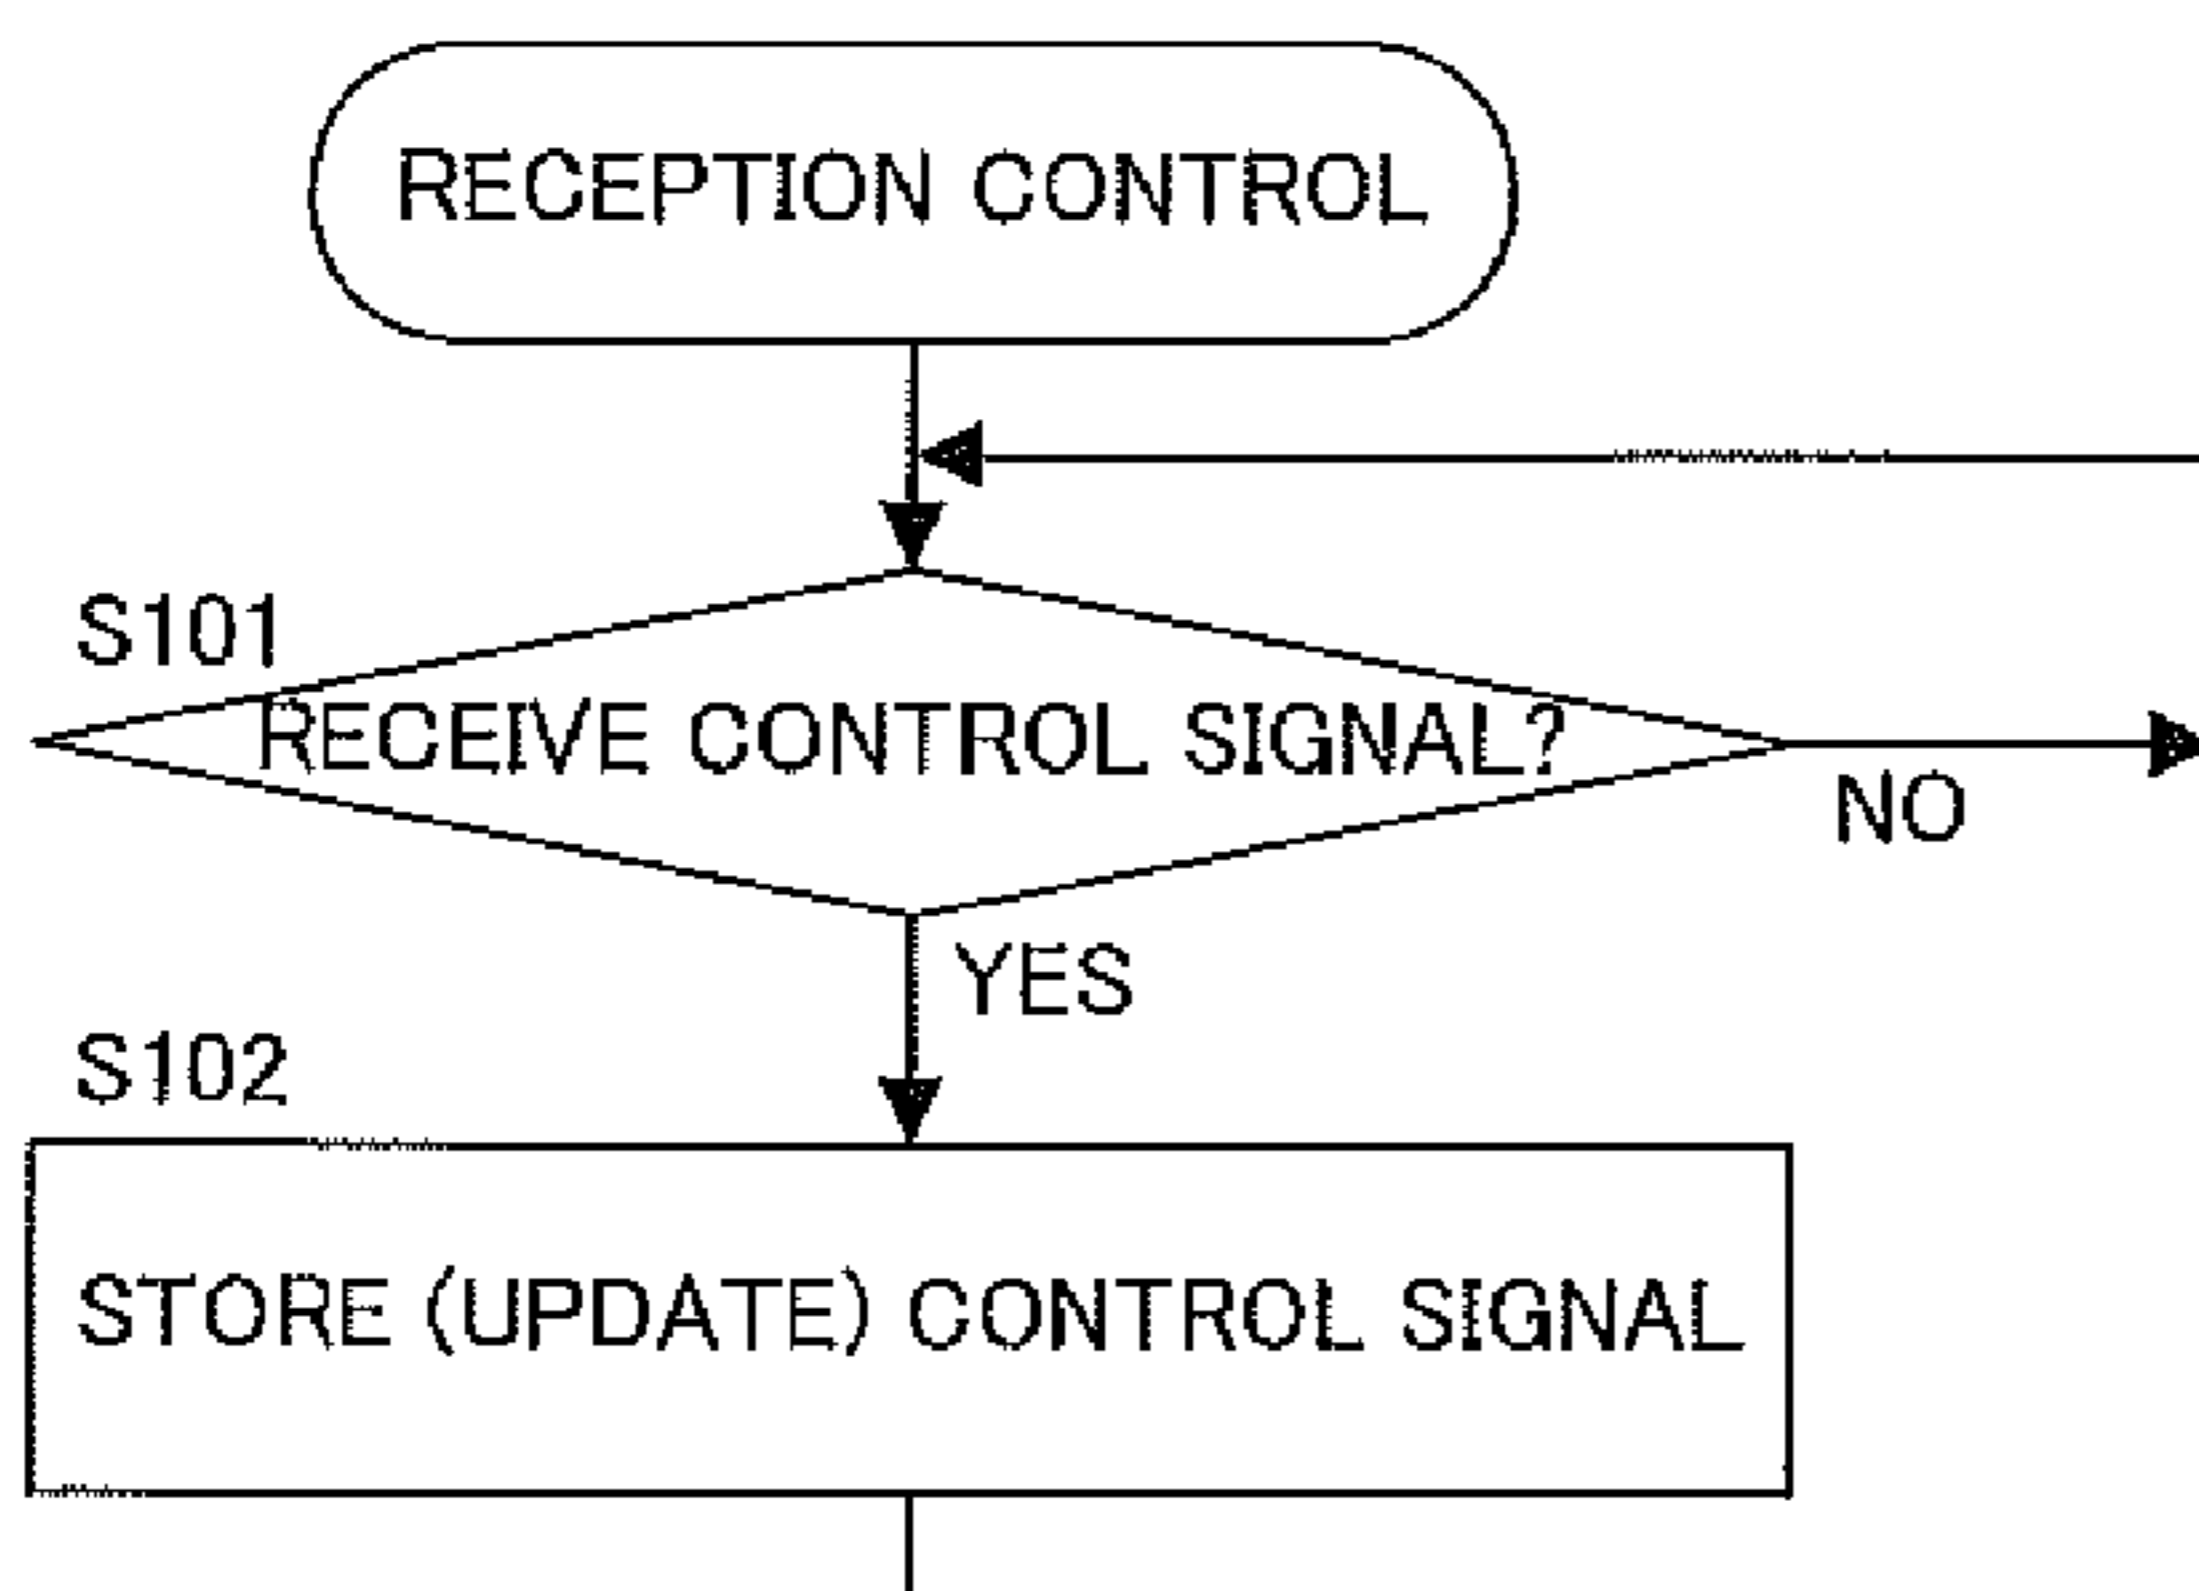 RECEPTION CONTROL
S101
RECEIVE CONTROL SIGNAL?
NO
YES
S102
STORE (UPDATE) CONTROL SIGNAL